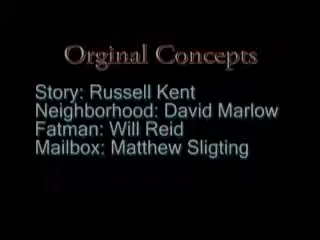 Orginal Concepts
Story: Russell Kent
Neighborhood: David Marlow
Fatman: Will Reid
Mailbox: Matthew Sligting